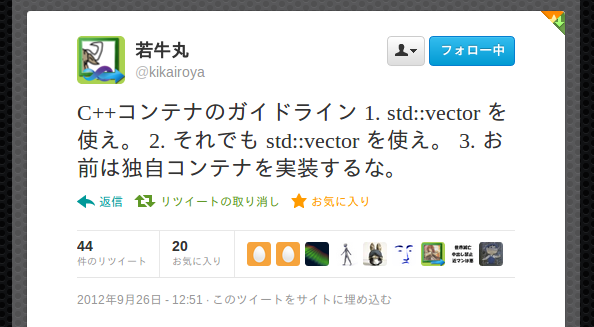 若牛丸
@kikairoya
フォロー中
C++コンテナのガイドライン 1. std::vector を
使え。 2. それでも std::vector を使え。 3. お
前は独自コンテナを実装するな。
返信 リツイートの取り消し お気に入り
44 20
件のリツイート お気に入り
2012年9月26日 - 12:51 · このツイートをサイトに埋め込む